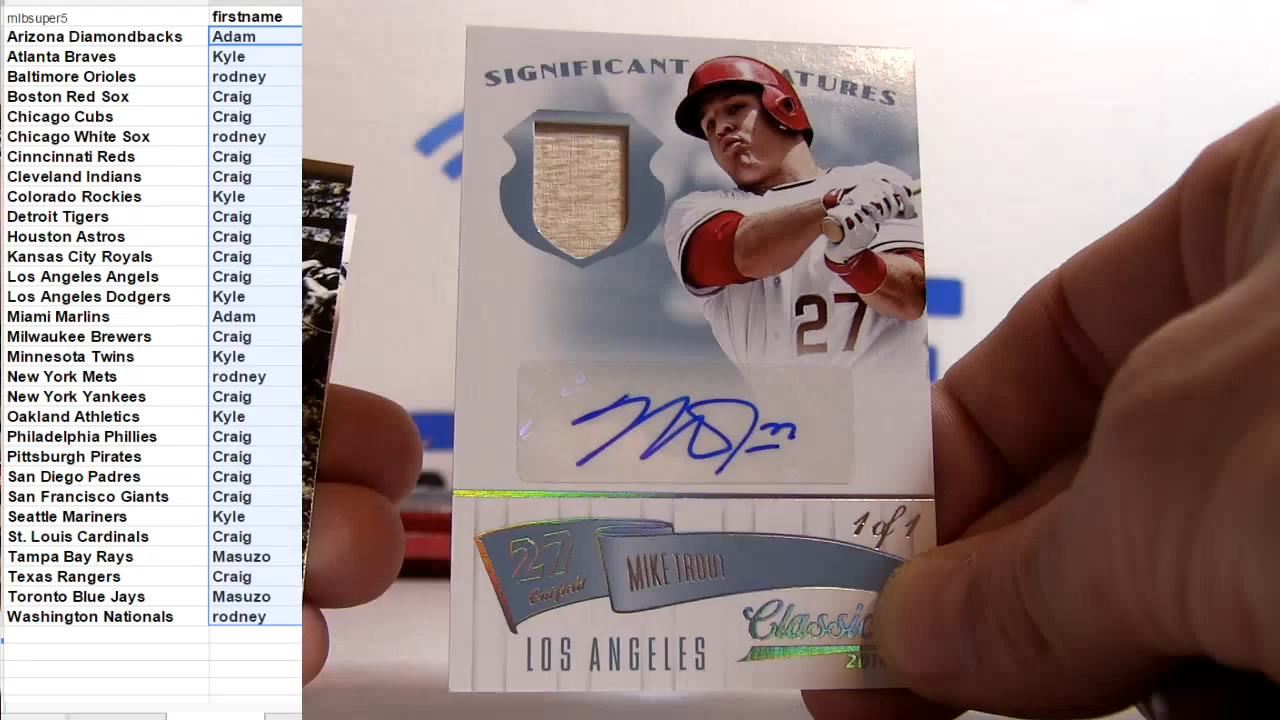 mlbsuper5 firstname
Arizona Diamondbacks Adam
Atlanta Braves Kyle
Baltimore Orioles rodney
Boston Red Sox Craig
Chicago Cubs Craig
Chicago White Sox rodney
Cinncinnati Reds Craig
Cleveland Indians Craig
Colorado Rockies Kyle
Detroit Tigers Craig
Houston Astros Craig
Kansas City Royals Craig
Los Angeles Angels Craig
Los Angeles Dodgers Kyle
Miami Marlins Adam
Milwaukee Brewers Craig
Minnesota Twins Kyle
New York Mets rodney
New York Yankees Craig
Oakland Athletics Kyle
Philadelphia Phillies Craig
Pittsburgh Pirates Craig
San Diego Padres Craig
San Francisco Giants Craig
Seattle Mariners Kyle
St. Louis Cardinals Craig
Tampa Bay Rays Masuzo
Texas Rangers Craig
Toronto Blue Jays Masuzo
Washington Nationals rodney
SIGNIFICANT ATURES
27
27
1 of 1
27
Outfield
MIKE TROUT
Classic
LOS ANGELES